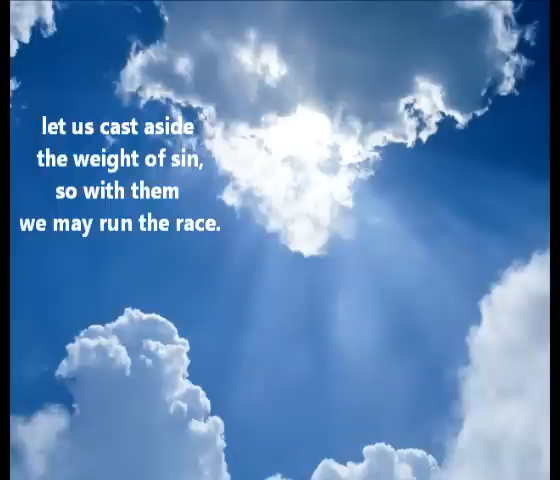 let us cast aside
the weight of sin,
so with them
we may run the race.